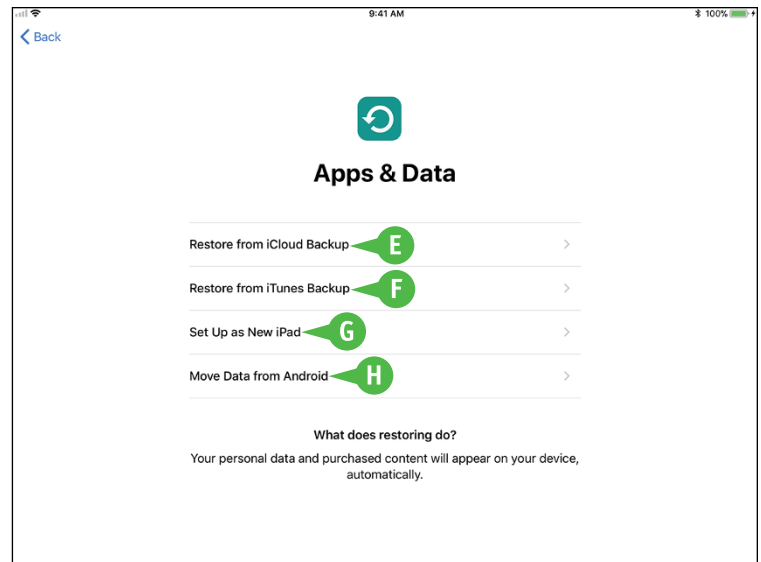 9:41 AM
100%
Back
Apps & Data
Restore from iCloud Backup
E
Restore from iTunes Backup
F
Set Up as New iPad
G
Move Data from Android
H
What does restoring do?
Your personal data and purchased content will appear on your device,
automatically.